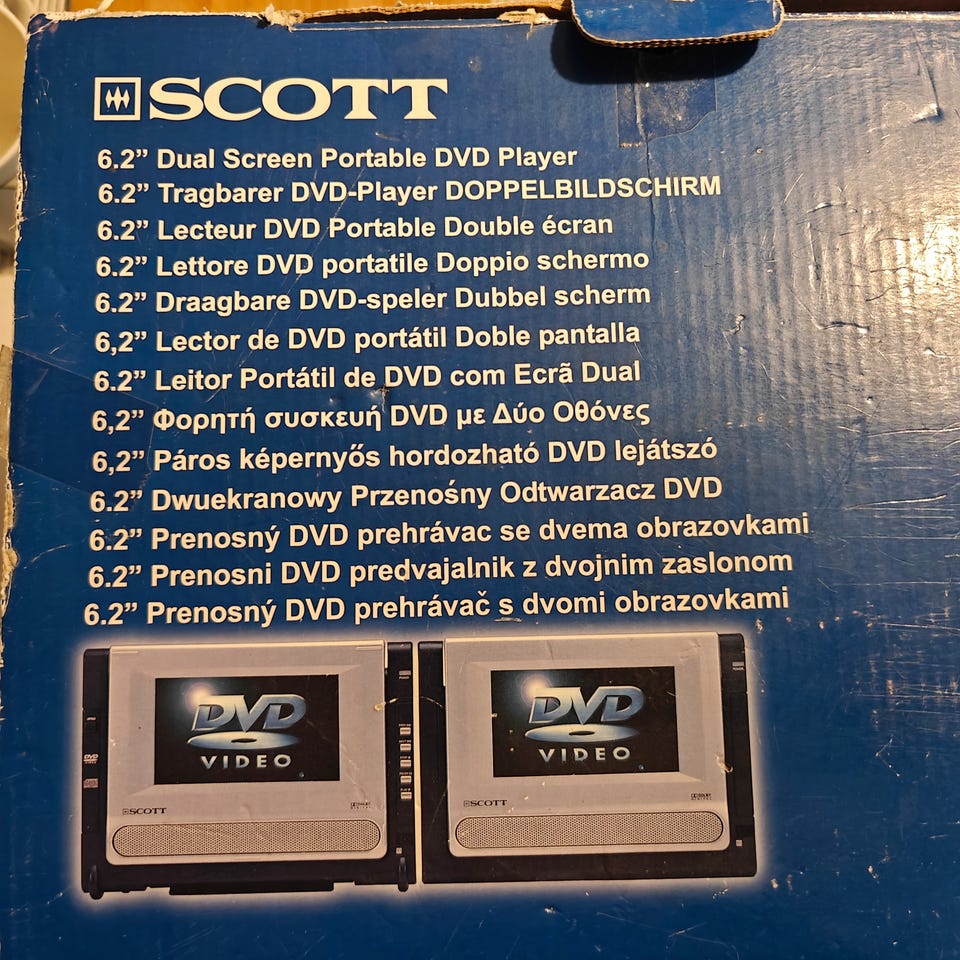 SCOTT
6.2” Dual Screen Portable DVD Player
6.2” Tragbarer DVD-Player DOPPELBILDSCHIRM
6.2” Lecteur DVD Portable Double écran
6.2” Lettore DVD portatile Doppio schermo
6.2” Draagbare DVD-speler Dubbel scherm
6,2” Lector de DVD portátil Doble pantalla
6.2” Leitor Portátil de DVD com Ecrã Dual
6,2” Φορητή συσκευή DVD με Δύο Οθόνες
6,2” Páros képernyős hordozható DVD lejátszó
6.2” Dwuekranowy Przenośny Odtwarzacz DVD
6.2” Prenosný DVD prehrávac se dvema obrazovkami
6.2” Prenosni DVD predvajalnik z dvojnim zaslonom
6.2” Prenosný DVD prehrávač s dvomi obrazovkami
DVD
VIDEO
SCOTT
DVD
VIDEO
SCOTT